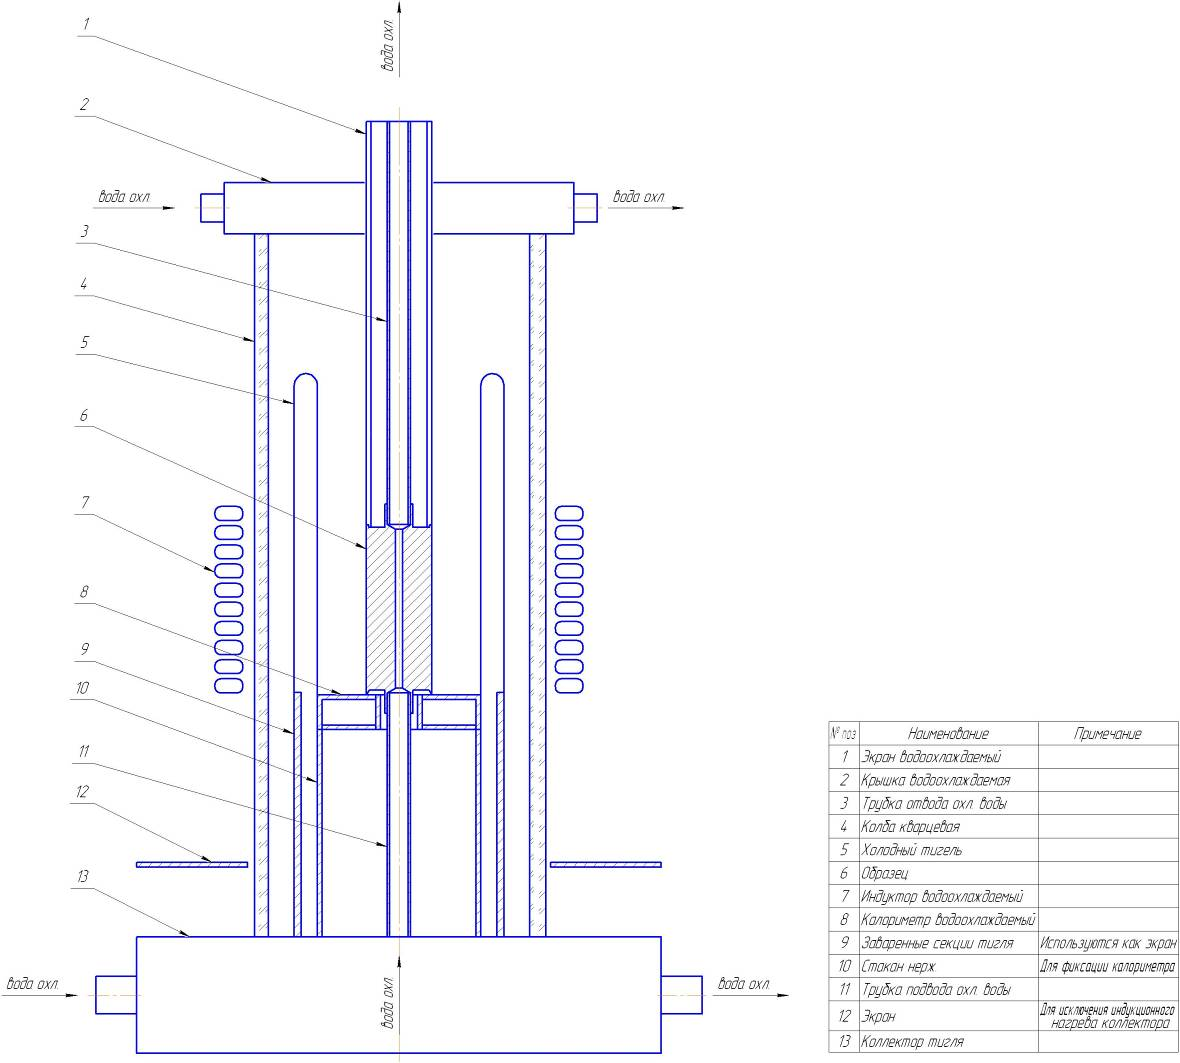 вода охл.
1
2
вода охл.
вода охл.
3
4
5
6
7
8
9
10
11
12
13
вода охл.
вода охл.
вода охл.
№ поз Наименование Примечание
1 Экран водоохлаждаемый
2 Крышка водоохлаждаемая
3 Трубка отвода охл. воды
4 Колба кварцевая
5 Холодный тигель
6 Образец
7 Индуктор водоохлаждаемый
8 Калориметр водоохлаждаемый
9 Заваренные секции тигля Используются как экран
10 Стакан нерж. Для фиксации калориметра
11 Трубка подвода охл. воды
12 Экран Для исключения индукционного
нагрева коллектора
13 Коллектор тигля